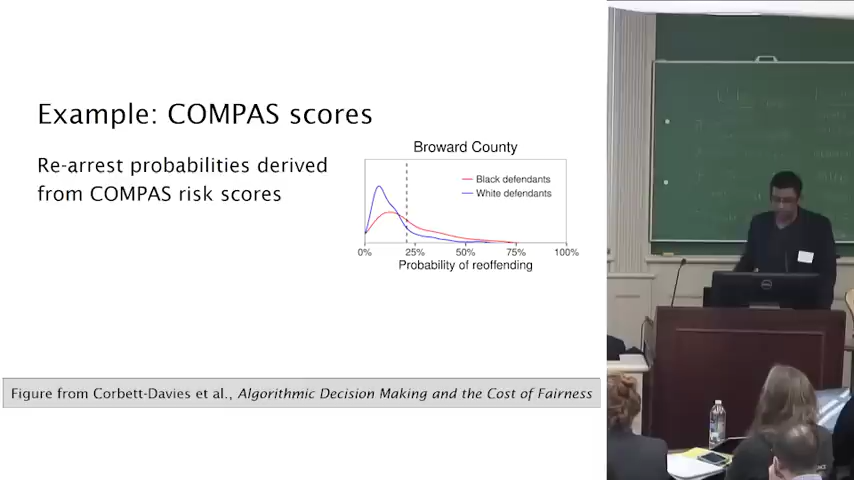 Example: COMPAS scores
Re-arrest probabilities derived
from COMPAS risk scores
Broward County
Black defendants
White defendants
0% 25% 50% 75% 100%
Probability of reoffending
Figure from Corbett-Davies et al., Algorithmic Decision Making and the Cost of Fairness
DELL